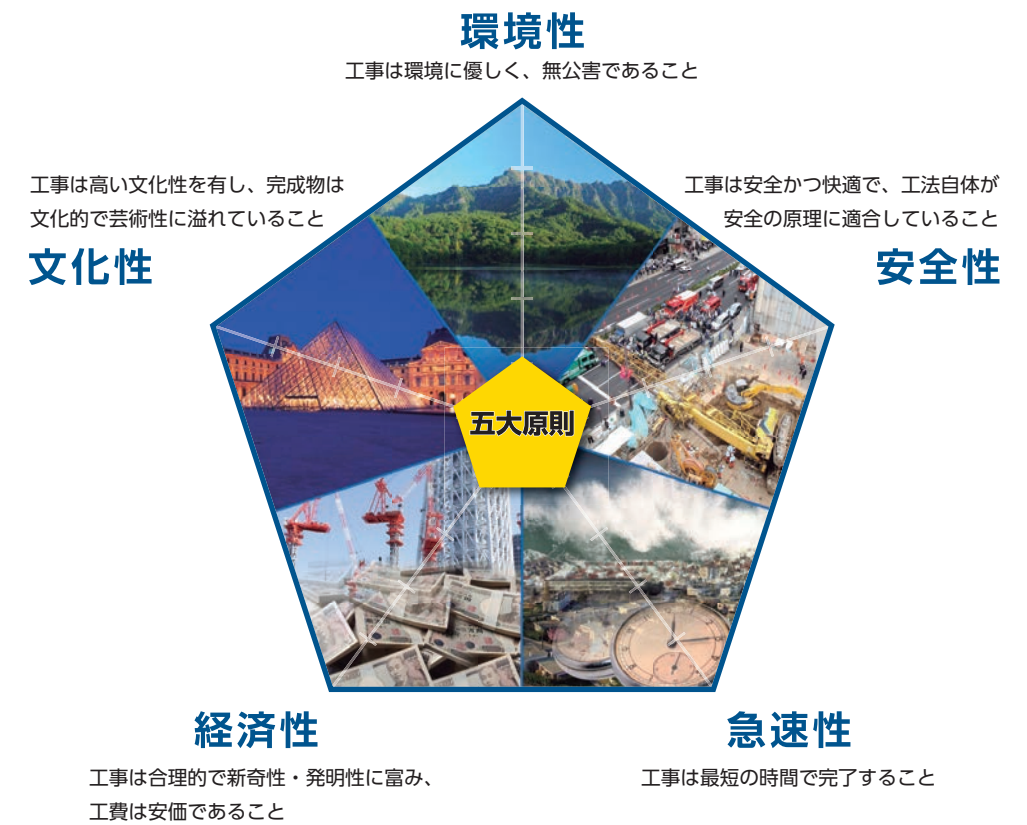 環境性
工事は環境に優しく、無公害であること
工事は高い文化性を有し、完成物は
文化的で芸術性に溢れていること
文化性
工事は安全かつ快適で、工法自体が
安全の原理に適合していること
安全性
五大原則
経済性
工事は合理的で新奇性・発明性に富み、
工費は安価であること
急速性
工事は最短の時間で完了すること